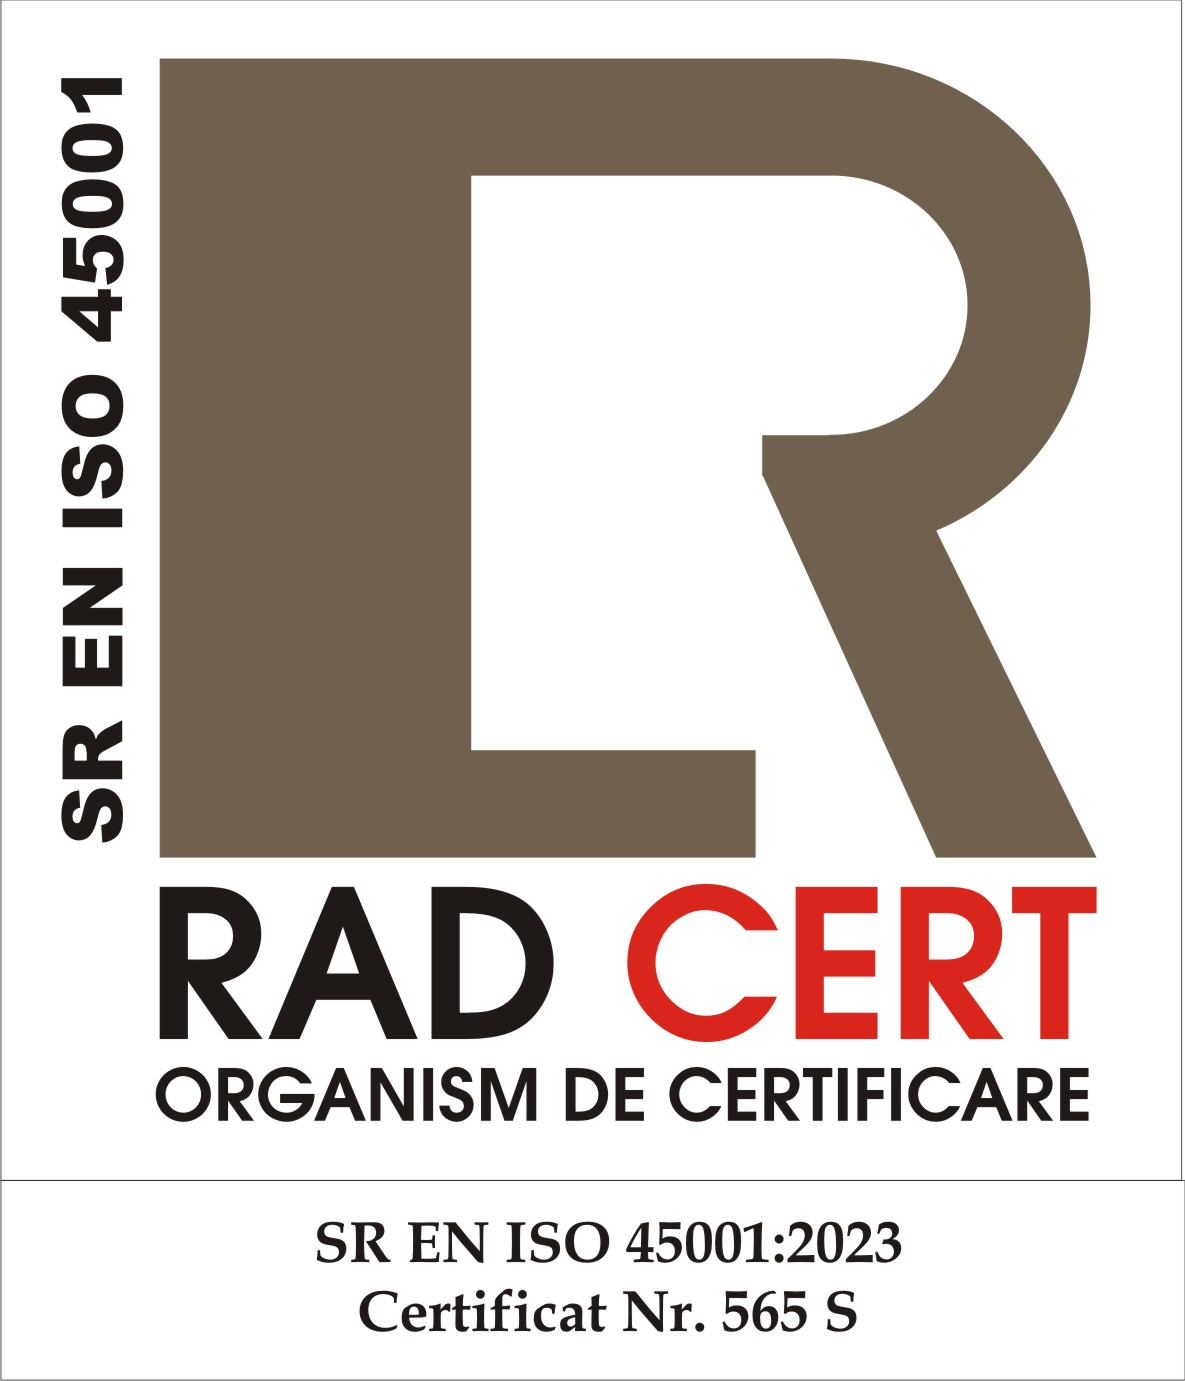 SR EN ISO 45001
RAD CERT
ORGANISM DE CERTIFICARE
SR EN ISO 45001:2023
Certificat Nr. 565 S